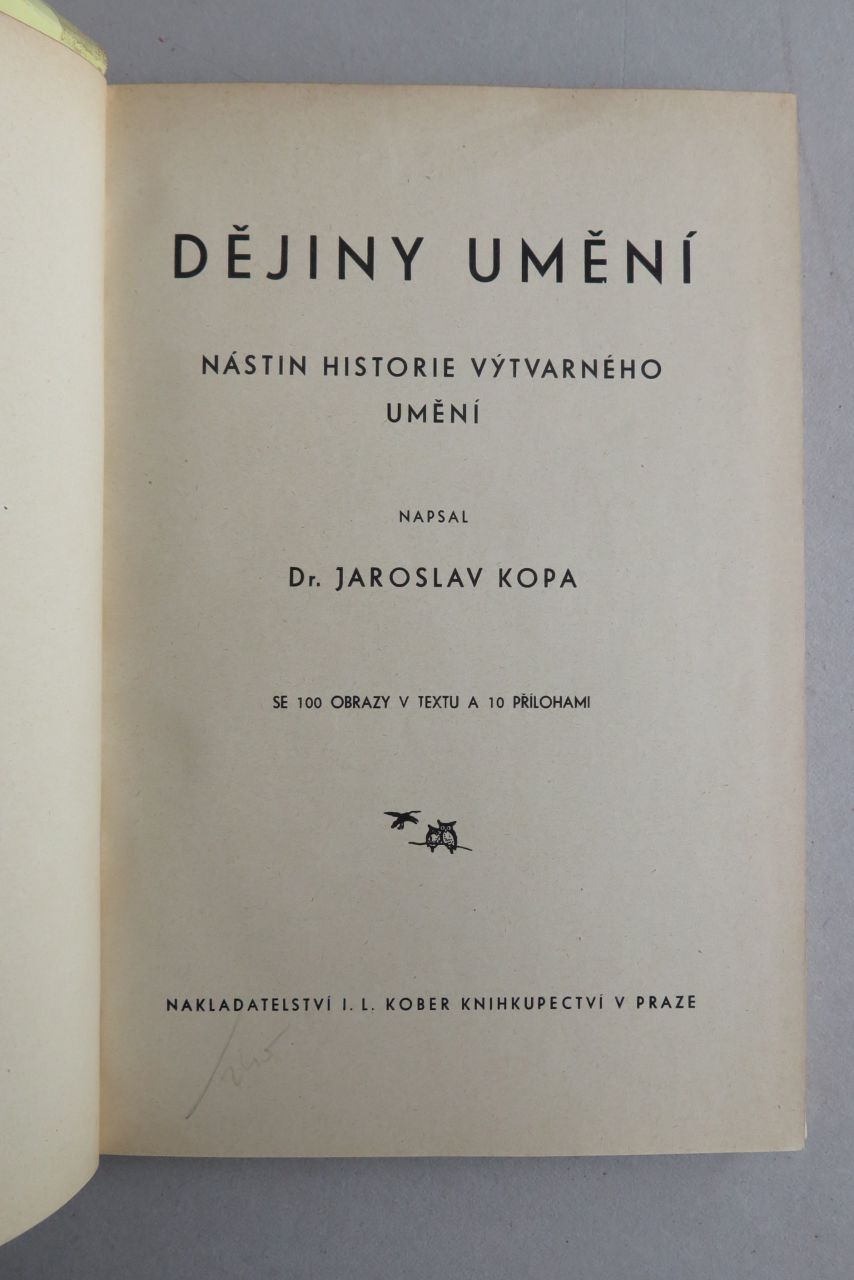 DĚJINY UMĚNÍ
NÁSTIN HISTORIE VÝTVARNÉHO
UMĚNÍ
NAPSAL
Dr. JAROSLAV KOPA
SE 100 OBRAZY V TEXTU A 10 PŘÍLOHAMI
NAKLADATELSTVÍ I. L. KOBER KNIHKUPECTVÍ V PRAZE